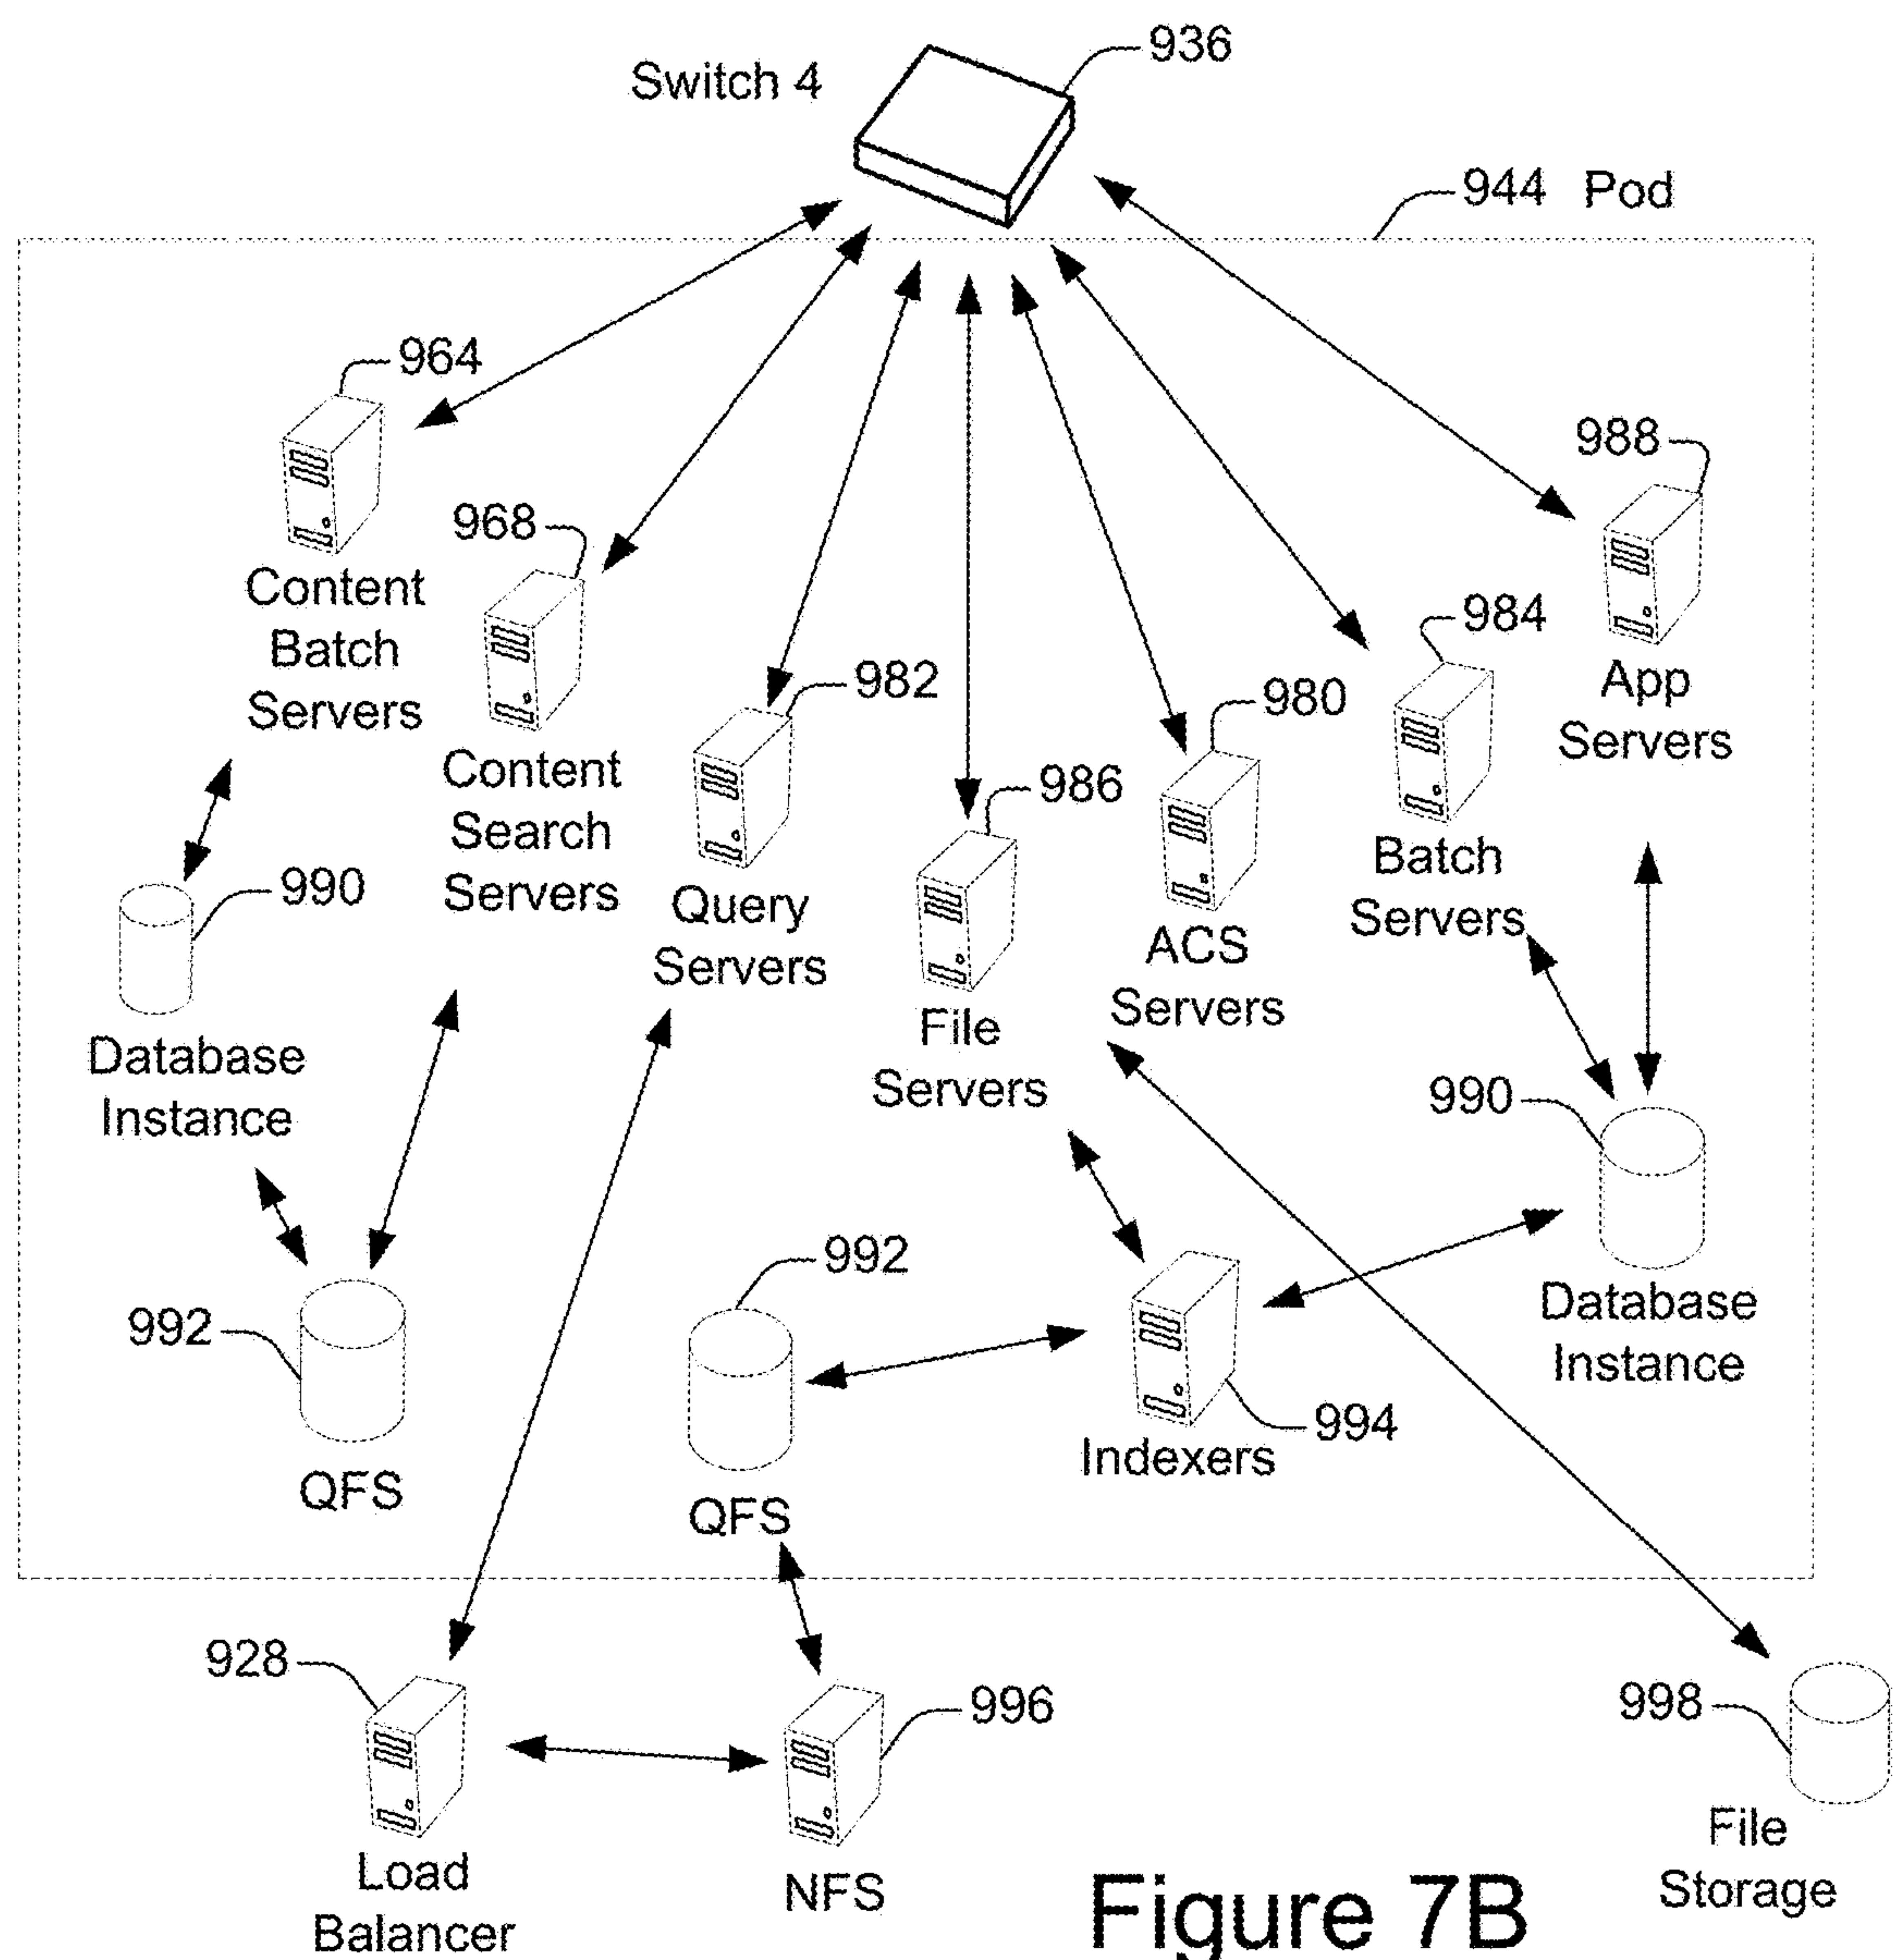 Switch 4
936
944 Pod
964
Content
Batch
Servers
968
Content
Search
Servers
982
Query
Servers
986
File
Servers
980
ACS
Servers
984
Batch
Servers
988
App
Servers
990
Database
Instance
990
Database
Instance
992
QFS
992
QFS
994
Indexers
928
Load
Balancer
996
NFS
998
File
Storage
Figure 7B